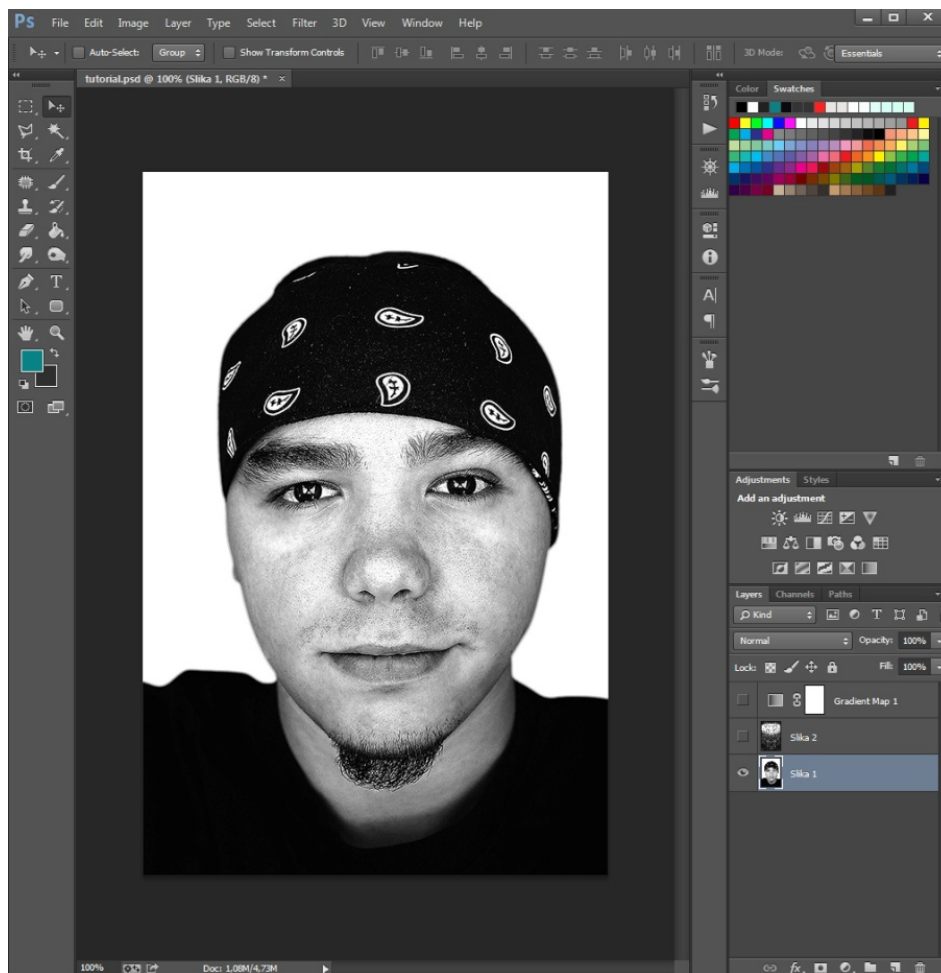 Ps File Edit Image Layer Type Select Filter 3D View Window Help
Auto-Select: Group Show Transform Controls 3D Mode: Essentials
tutorial.psd @ 100% (Slika 1, RGB/8) * ×
Color Swatches
Adjustments Styles
Add an adjustment
Layers Channels Paths
Kind
Normal Opacity: 100%
Lock: Fill: 100%
Gradient Map 1
Slika 2
Slika 1
100% Doc: 1,08M/4,73M